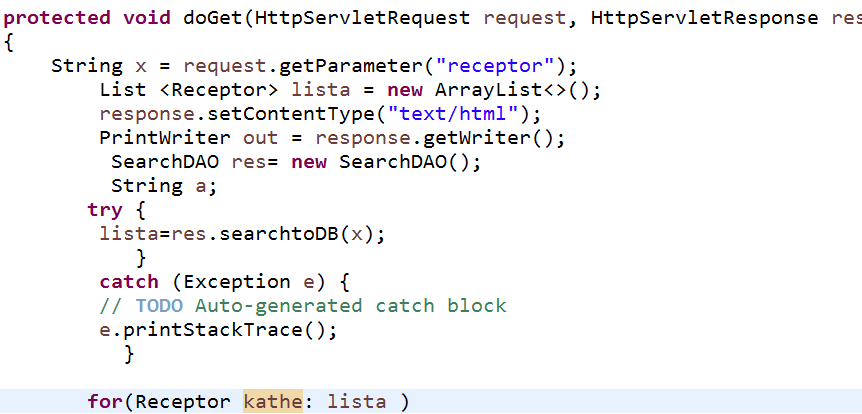 protected void doGet(HttpServletRequest request, HttpServletResponse res
{
String x = request.getParameter("receptor");
List <Receptor> lista = new ArrayList<>();
response.setContentType("text/html");
PrintWriter out = response.getWriter();
SearchDAO res= new SearchDAO();
String a;
try {
lista=res.searchtoDB(x);
}
catch (Exception e) {
// TODO Auto-generated catch block
e.printStackTrace();
}
for(Receptor kathe: lista )